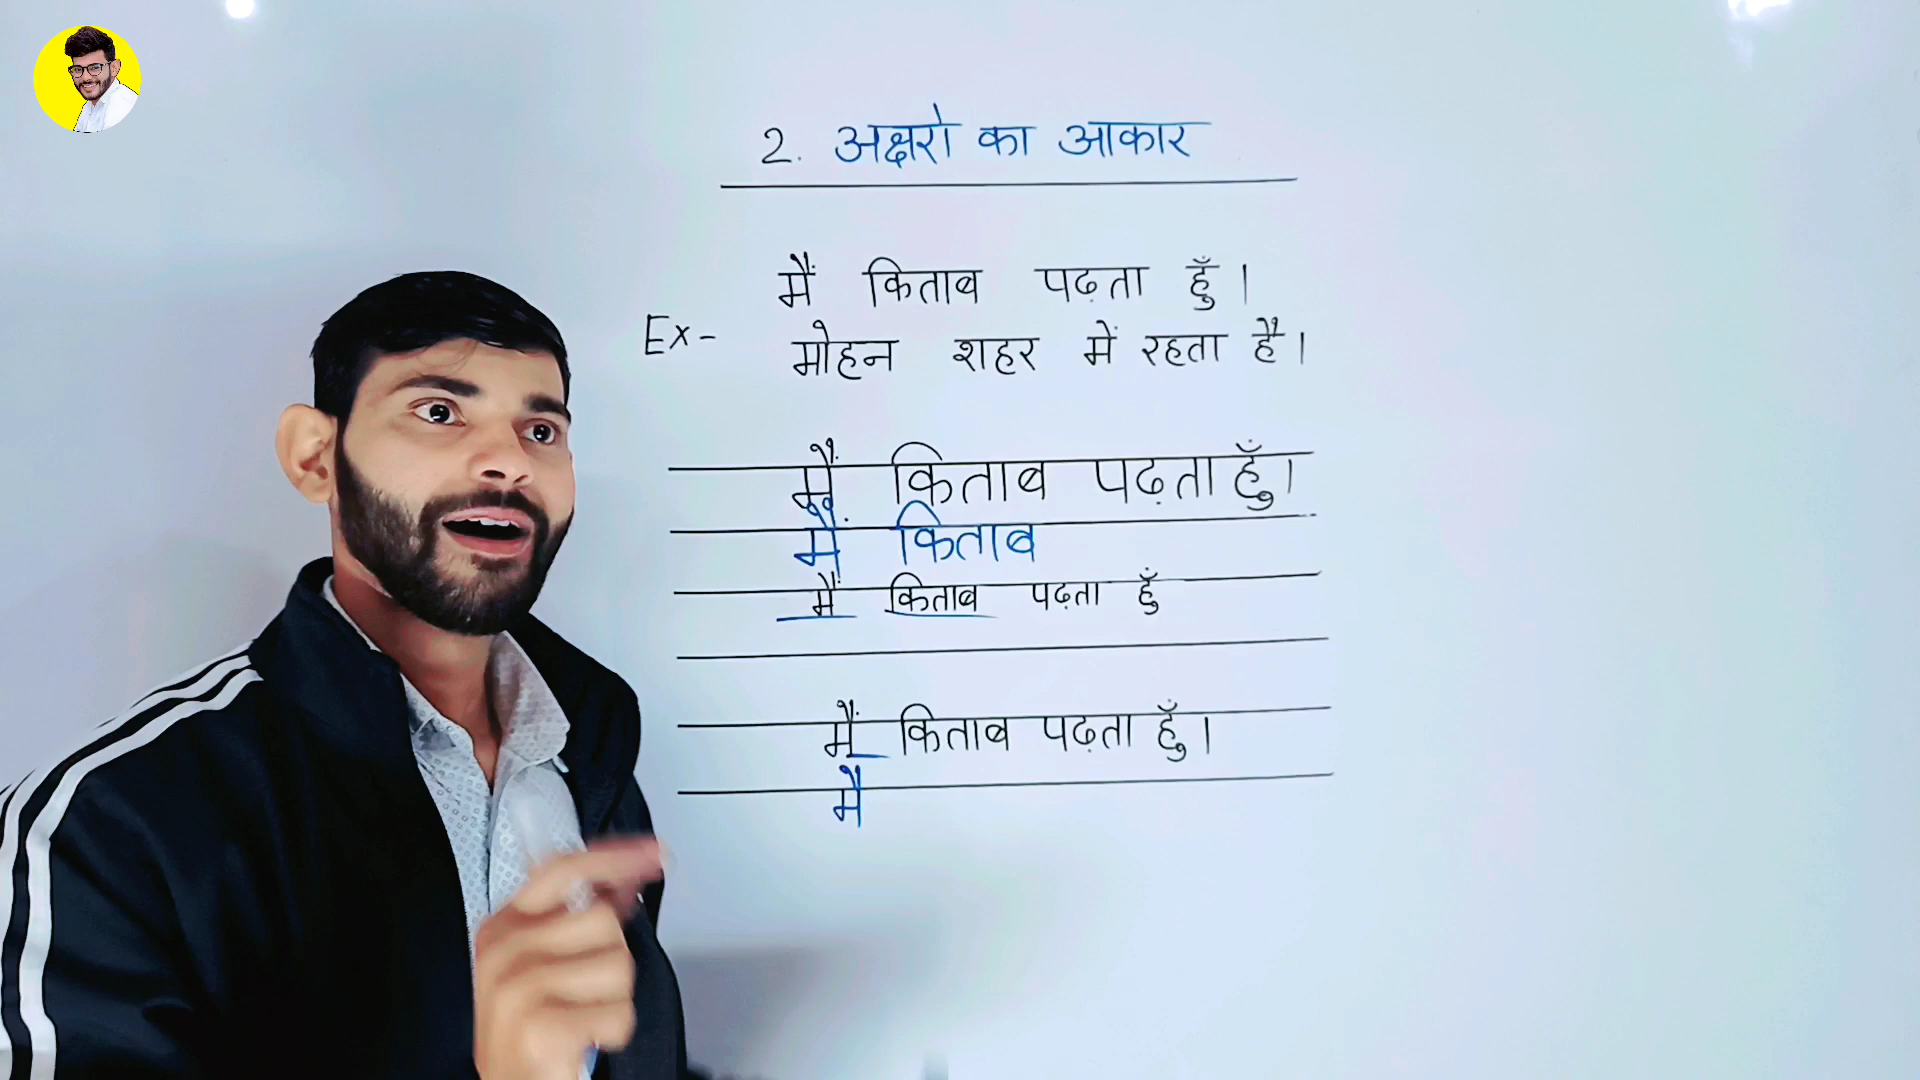 2. अक्षरो का आकार
मैं किताब पढ़ता हूँ।
Ex-
मोहन शहर में रहता है।
मैं किताब पढ़ता हूँ।
मैं किताब
मैं किताब पढ़ता हूँ
मैं किताब पढ़ता हूँ।
मै